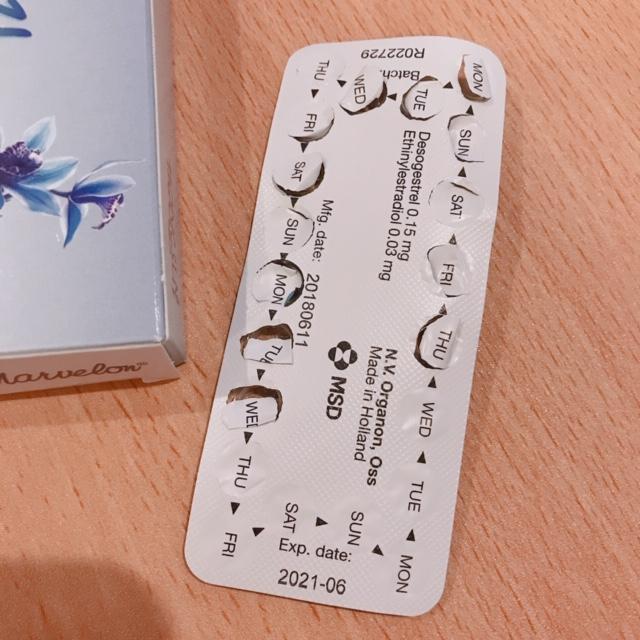 Marvelon™
Batch:
R022729
Desogestrel 0.15 mg
Ethinylestradiol 0.03 mg
Mfg. date: 20180611
MSD
N.V. Organon, Oss
Made in Holland
Exp. date:
2021-06
MON
SUN
SAT
FRI
THU
WED
TUE
MON
SUN
SAT
FRI
THU
WED
TUE
MON
SUN
SAT
FRI
THU
WED
TUE